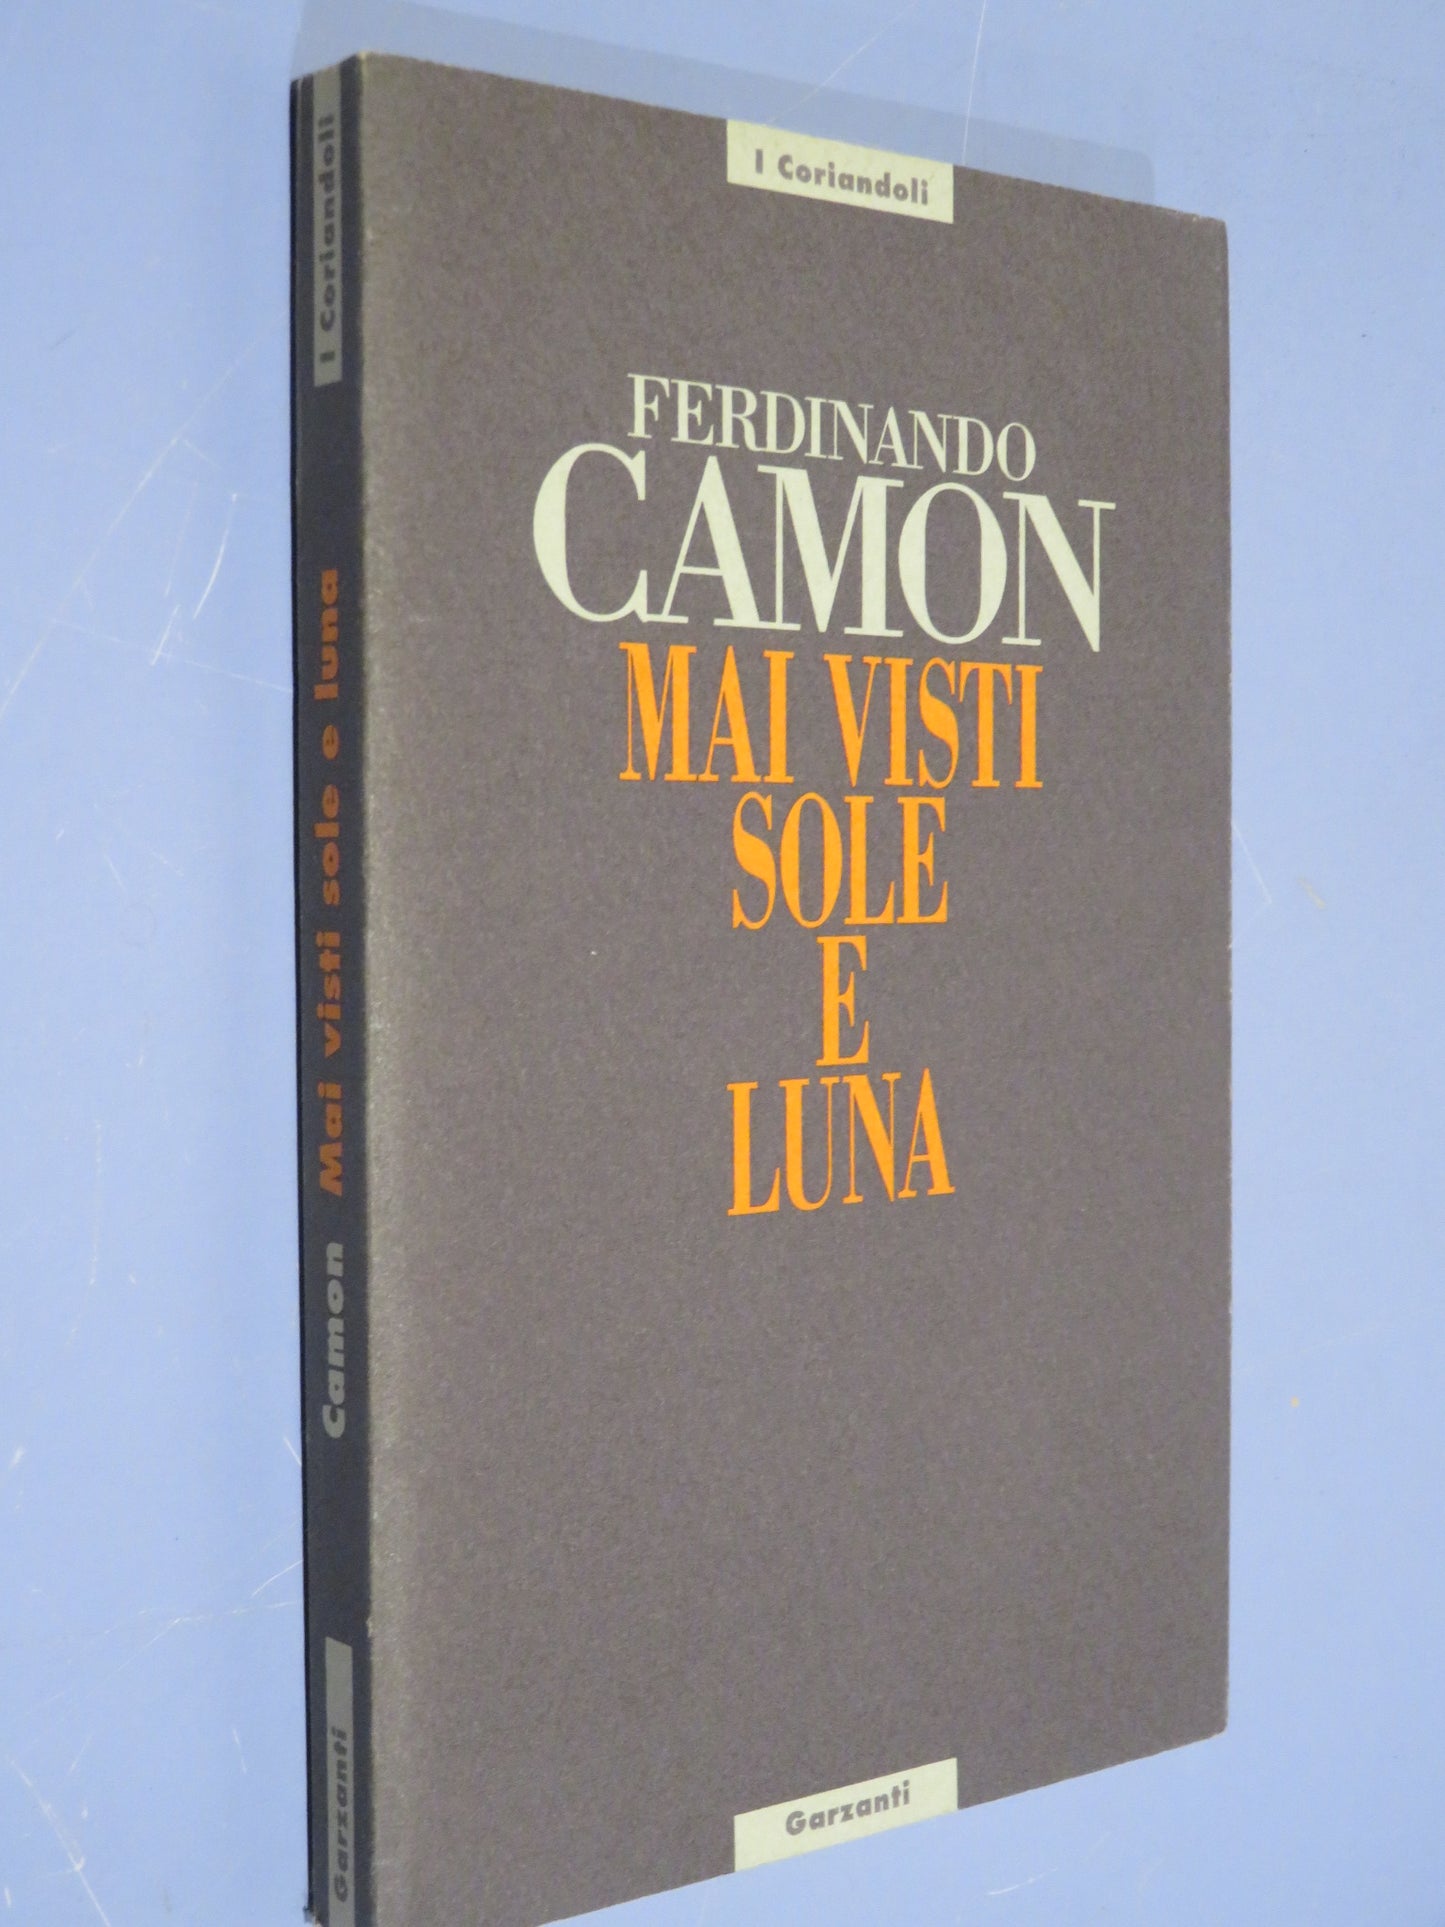 I Coriandoli
FERDINANDO
CAMON
MAI VISTI
SOLE
E
LUNA
Garzanti
Garzanti Camon Mai visti sole e luna I Coriandoli